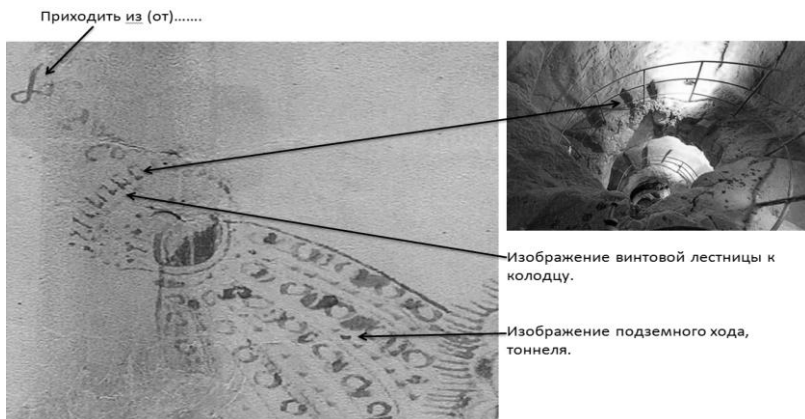 Приходить из (от).......
Изображение винтовой лестницы к
колодцу.
Изображение подземного хода,
тоннеля.